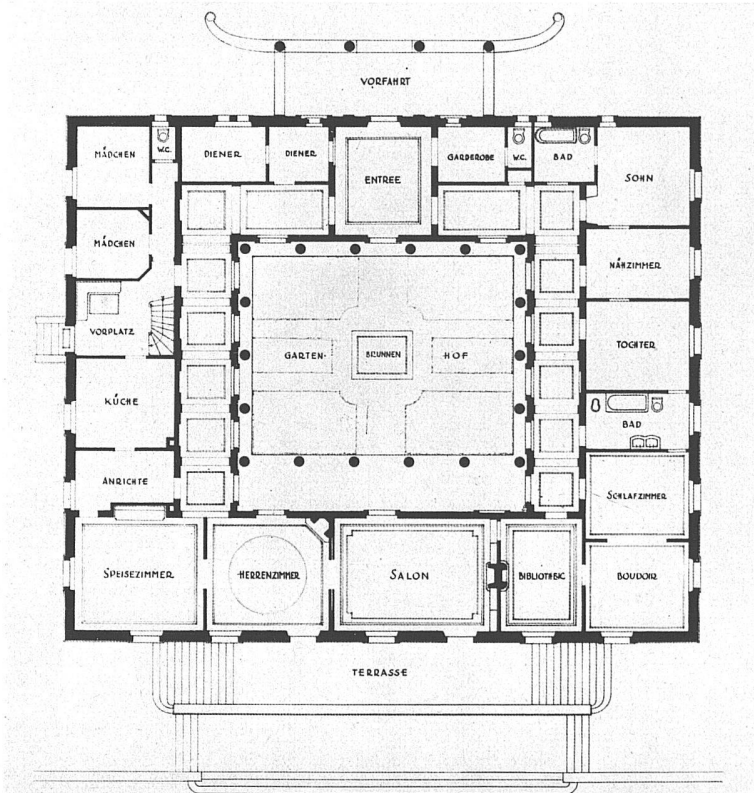 VORFAHRT
MÄDCHEN
W.C.
DIENER
DIENER
ENTREE
GARDEROBE
W.C.
BAD
SOHN
MÄDCHEN
NÄHZIMMER
VORPLATZ
GARTEN-
BRUNNEN
HOF
TOCHTER
KÜCHE
BAD
ANRICHTE
SCHLAFZIMMER
SPEISEZIMMER
HERRENZIMMER
SALON
BIBLIOTHEK
BOUDOIR
TERRASSE